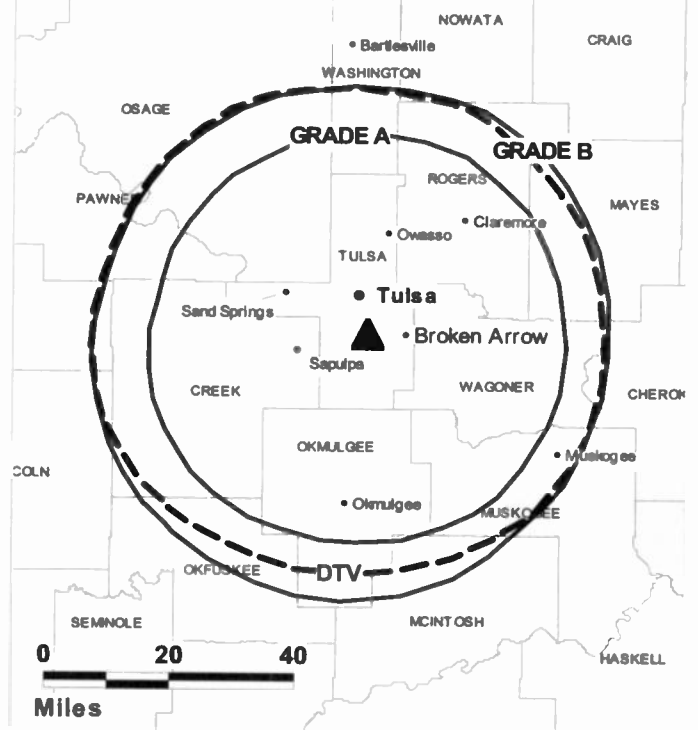 NOWATA
CRAIG
Bartlesville
WASHINGTON
OSAGE
GRADE A
GRADE B
ROGERS
PAWNEE
MAYES
Claremore
Owasso
TULSA
Tulsa
Sand Springs
Broken Arrow
Sapulpa
CREEK
WAGONER
CHEROK
OKMULGEE
Muskogee
COLN
Okmulgee
MUSKOGEE
OKFUSKEE
DTV
SEMINOLE
MCINTOSH
HASKELL
0 20 40
Miles